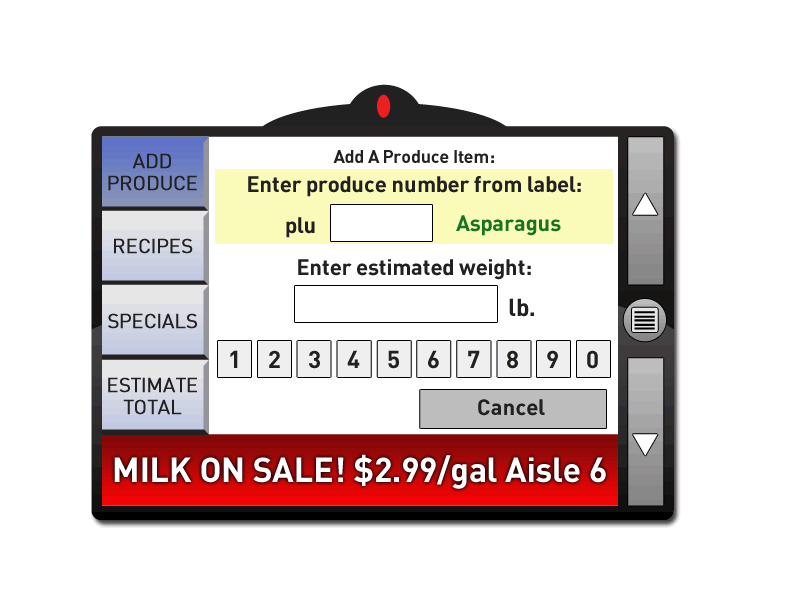 ADD
PRODUCE
RECIPES
SPECIALS
ESTIMATE
TOTAL
Add A Produce Item:
Enter produce number from label:
plu Asparagus
Enter estimated weight:
lb.
1 2 3 4 5 6 7 8 9 0
Cancel
MILK ON SALE! $2.99/gal Aisle 6